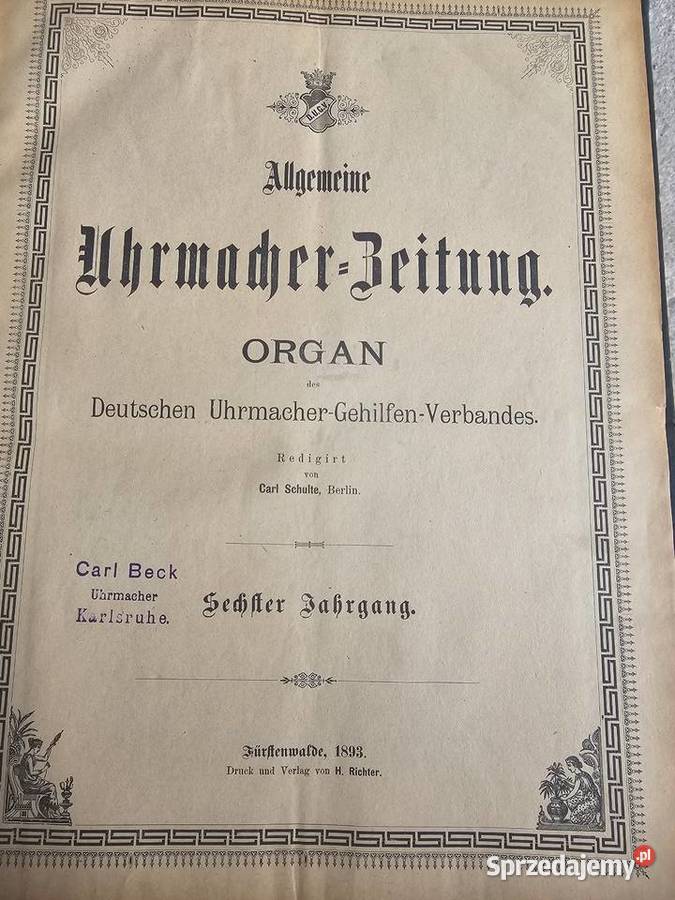 D.U.G.V.
Allgemeine
Uhrmacher-Zeitung.
ORGAN
des
Deutschen Uhrmacher-Gehilfen-Verbandes.
Redigirt
von
Carl Schulte, Berlin.
Carl Beck
Uhrmacher
Karlsruhe.
Sechster Jahrgang.
Fürstenwalde, 1893.
Druck und Verlag von H. Richter.
Sprzedajemy.pl